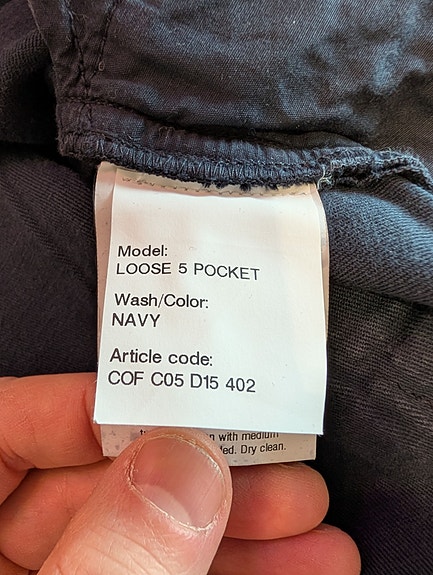 Model:
LOOSE 5 POCKET
Wash/Color:
NAVY
Article code:
COF C05 D15 402
with medium
Dry clean.